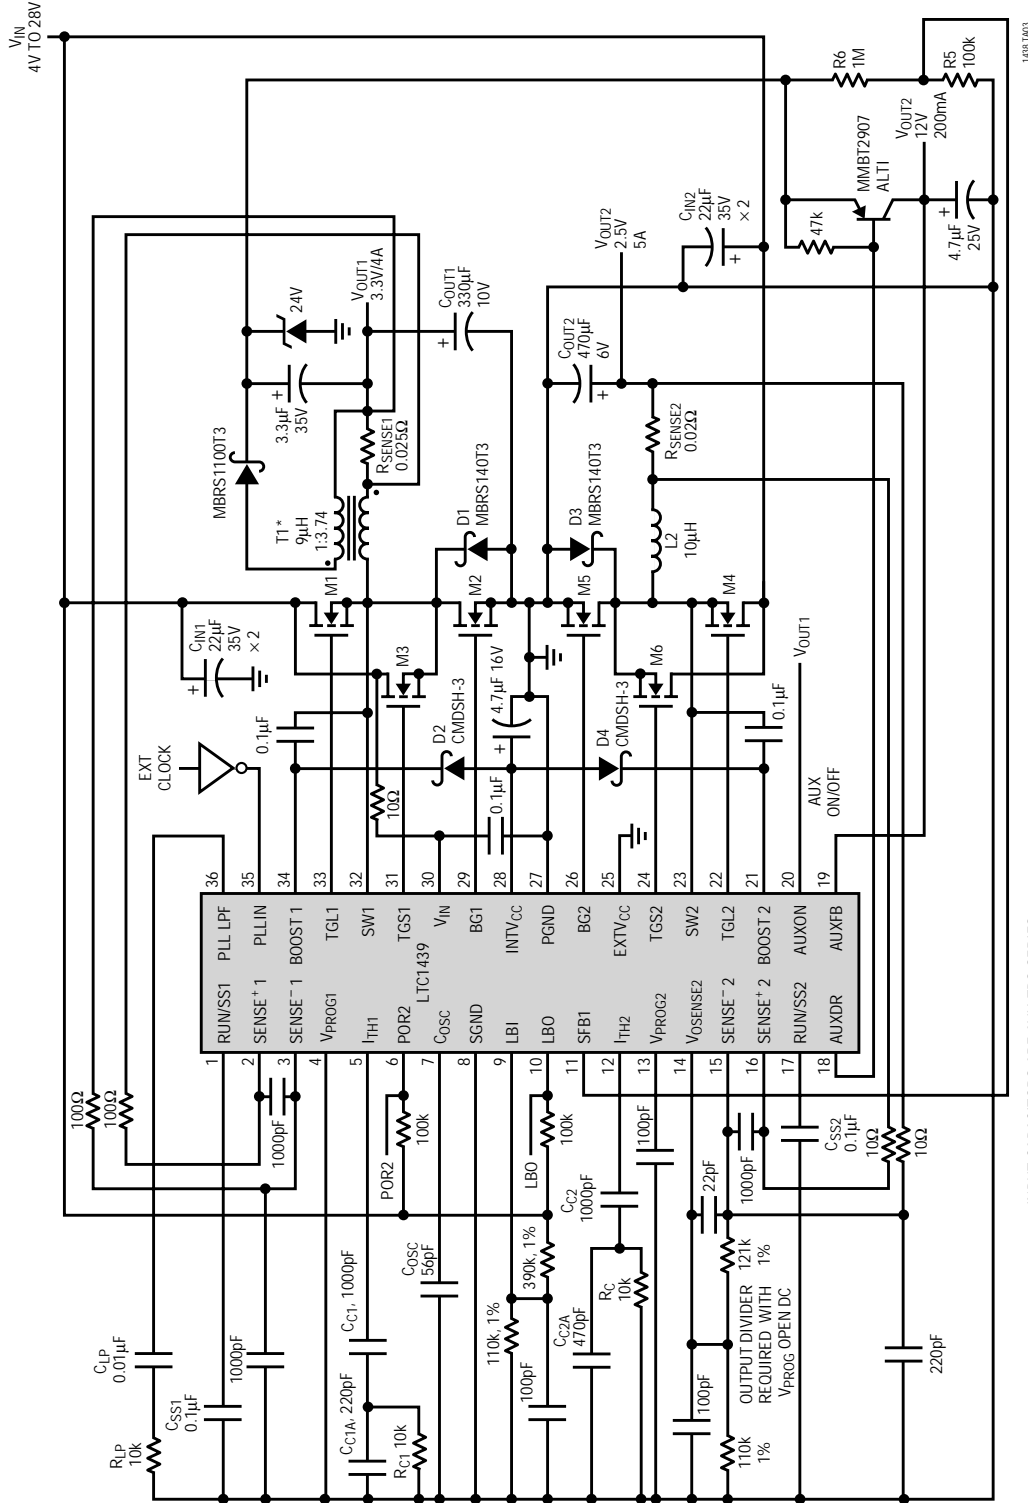 VIN
4V TO 28V
EXT
CLOCK
CIN1
22µF
35V
×2
0.1µF
MBRS1100T3
T1*
9µH
1:3.74
3.3µF
35V
24V
RSENSE1
0.025Ω
VOUT1
3.3V/4A
COUT1
330µF
10V
M1
M3
M2
D1
MBRS140T3
D2
CMDSH-3
4.7µF 16V
10Ω
0.1µF
M5
D3
MBRS140T3
M6
D4
CMDSH-3
M4
L2
10µH
RSENSE2
0.02Ω
COUT2
470µF
6V
VOUT2
2.5V
5A
CIN2
22µF
35V
×2
0.1µF
VOUT1
AUX
ON/OFF
47k
MMBT2907
ALTI
R6
1M
R5
100k
VOUT2
12V
200mA
4.7µF
25V
1438 TA03
36
35
34
33
32
31
30
29
28
27
26
25
24
23
22
21
20
19
PLL LPF
PLLIN
BOOST 1
TGL1
SW1
TGS1
VIN
BG1
INTVCC
PGND
BG2
EXTVCC
TGS2
SW2
TGL2
BOOST 2
AUXON
AUXFB
LTC1439
RUN/SS1
SENSE+ 1
SENSE– 1
VPROG1
ITH1
POR2
COSC
SGND
LBI
LBO
SFB1
ITH2
VPROG2
VOSENSE2
SENSE– 2
SENSE+ 2
RUN/SS2
AUXDR
1
2
3
4
5
6
7
8
9
10
11
12
13
14
15
16
17
18
100Ω
100Ω
1000pF
POR2
100k
LBO
100k
100pF
22pF
1000pF
CSS2
0.1µF
10Ω
10Ω
CLP
0.01µF
RLP
10k
CSS1
0.1µF
1000pF
CC1, 1000pF
CC1A, 220pF
RC1 10k
COSC
56pF
110k, 1%
390k, 1%
100pF
CC2
1000pF
CC2A
470pF
RC
10k
121k
1%
OUTPUT DIVIDER
REQUIRED WITH
VPROG OPEN DC
100pF
110k
1%
220pF